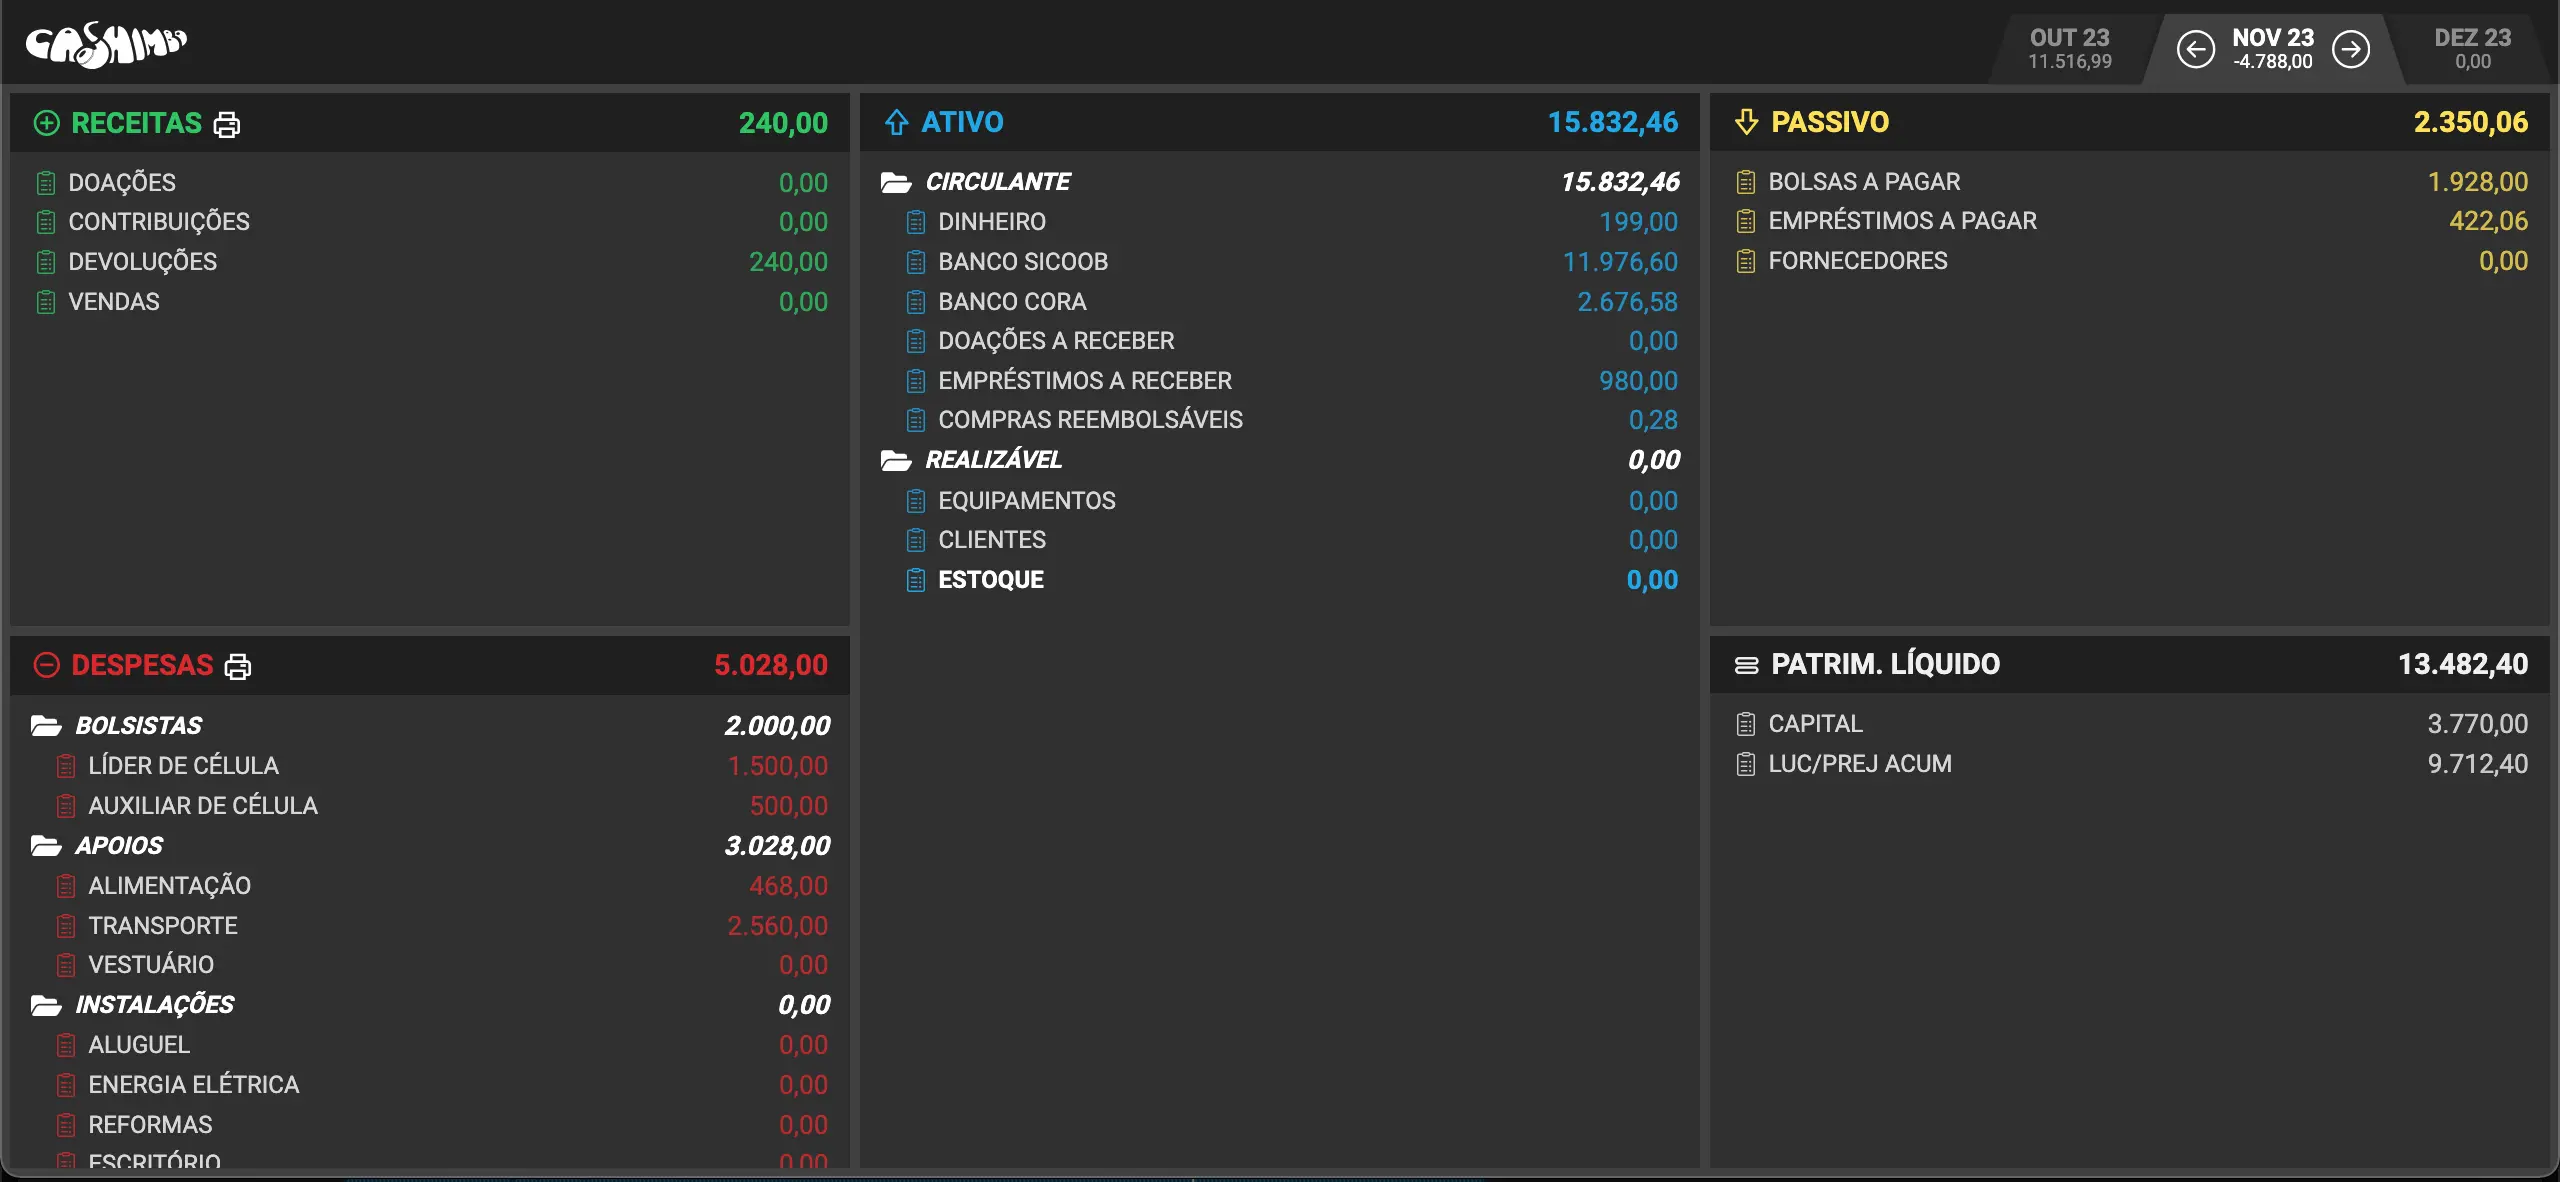 CASHIMBO
OUT 23
11.516,99
NOV 23
-4.788,00
DEZ 23
0,00
RECEITAS 240,00
DOAÇÕES 0,00
CONTRIBUIÇÕES 0,00
DEVOLUÇÕES 240,00
VENDAS 0,00
DESPESAS 5.028,00
BOLSISTAS 2.000,00
LÍDER DE CÉLULA 1.500,00
AUXILIAR DE CÉLULA 500,00
APOIOS 3.028,00
ALIMENTAÇÃO 468,00
TRANSPORTE 2.560,00
VESTUÁRIO 0,00
INSTALAÇÕES 0,00
ALUGUEL 0,00
ENERGIA ELÉTRICA 0,00
REFORMAS 0,00
ESCRITÓRIO 0,00
ATIVO 15.832,46
CIRCULANTE 15.832,46
DINHEIRO 199,00
BANCO SICOOB 11.976,60
BANCO CORA 2.676,58
DOAÇÕES A RECEBER 0,00
EMPRÉSTIMOS A RECEBER 980,00
COMPRAS REEMBOLSÁVEIS 0,28
REALIZÁVEL 0,00
EQUIPAMENTOS 0,00
CLIENTES 0,00
ESTOQUE 0,00
PASSIVO 2.350,06
BOLSAS A PAGAR 1.928,00
EMPRÉSTIMOS A PAGAR 422,06
FORNECEDORES 0,00
PATRIM. LÍQUIDO 13.482,40
CAPITAL 3.770,00
LUC/PREJ ACUM 9.712,40